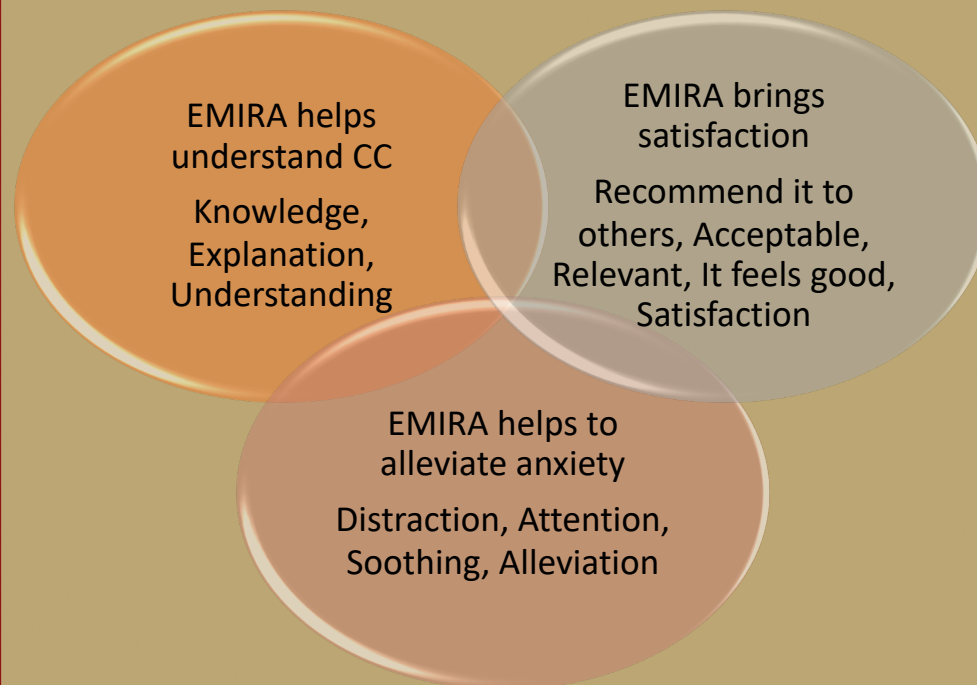 EMIRA helps
understand CC
Knowledge,
Explanation,
Understanding
EMIRA brings
satisfaction
Recommend it to
others, Acceptable,
Relevant, It feels good,
Satisfaction
EMIRA helps to
alleviate anxiety
Distraction, Attention,
Soothing, Alleviation